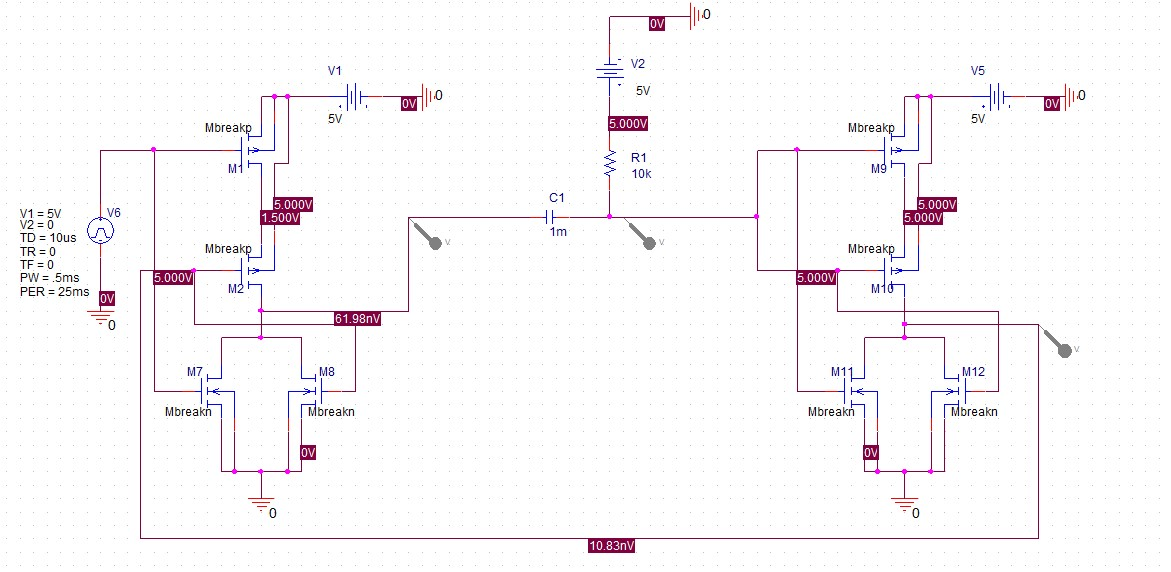 0V
0
V2
5V
5.000V
R1
10k
V1
5V
0V
0
V5
5V
0V
0
Mbreakp
M1
Mbreakp
M9
C1
1m
V
V
V1 = 5V
V2 = 0
TD = 10us
TR = 0
TF = 0
PW = .5ms
PER = 25ms
V6
0V
0
5.000V
1.500V
5.000V
5.000V
Mbreakp
M2
5.000V
Mbreakp
M10
5.000V
61.98nV
V
M7
Mbreakn
M8
Mbreakn
M11
Mbreakn
M12
Mbreakn
0V
0V
0
0
10.83nV